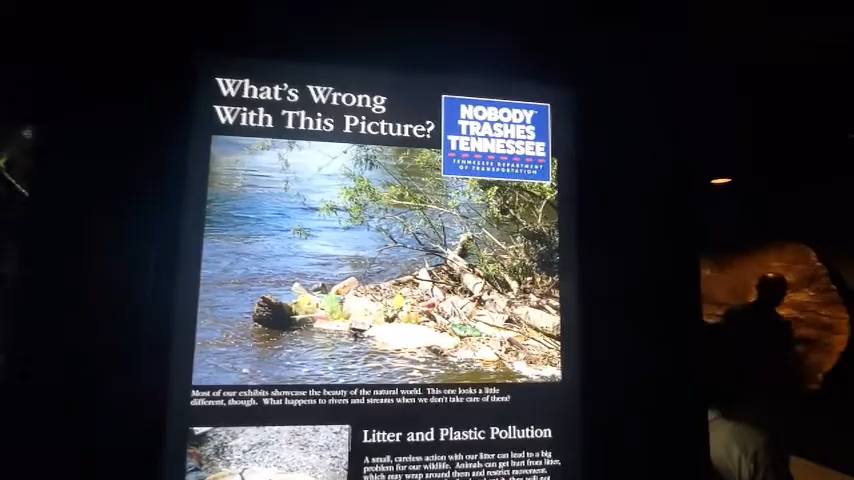 What's Wrong
With This Picture?
NOBODY
TRASHES
TENNESSEE
TENNESSEE DEPARTMENT
OF TRANSPORTATION
Most of our exhibits showcase the beauty of the natural world. This one looks a little
different, though. What happens to rivers and streams when we don't take care of them?
Litter and Plastic Pollution
A small, careless action with our litter can lead to a big
problem for our wildlife. Animals can get hurt from litter,
which may wrap around them and restrict movement.